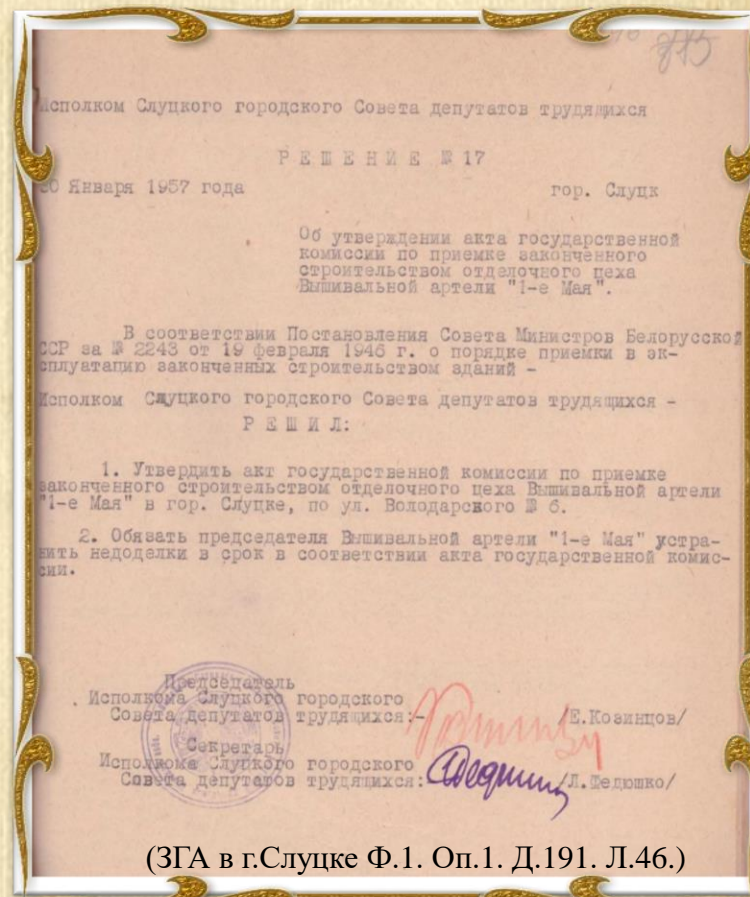 Исполком Слуцкого городского Совета депутатов трудящихся
РЕШЕНИЕ № 17
Января 1957 года гор. Слуцк
Об утверждении акта государственной
комиссии по приемке законченного
строительством отделочного цеха
Вышивальной артели "1-е Мая".
В соответствии Постановления Совета Министров Белорусской
ССР за № 2243 от 19 февраля 1946 г. о порядке приемки в эк-
сплуатацию законченных строительством зданий -
Исполком Слуцкого городского Совета депутатов трудящихся -
РЕШИЛ:
1. Утвердить акт государственной комиссии по приемке
законченного строительством отделочного цеха Вышивальной артели
"1-е Мая" в гор. Слуцке, по ул. Володарского № 6.
2. Обязать председателя Вышивальной артели "1-е Мая" устра-
нить недоделки в срок в соответствии акта государственной комис-
сии.
Председатель
Исполкома Слуцкого городского
Совета депутатов трудящихся:- /Е.Козинцов/
Секретарь
Исполкома Слуцкого городского
Совета депутатов трудящихся: /Л.Федюшко/
(ЗГА в г.Слуцке Ф.1. Оп.1. Д.191. Л.46.)